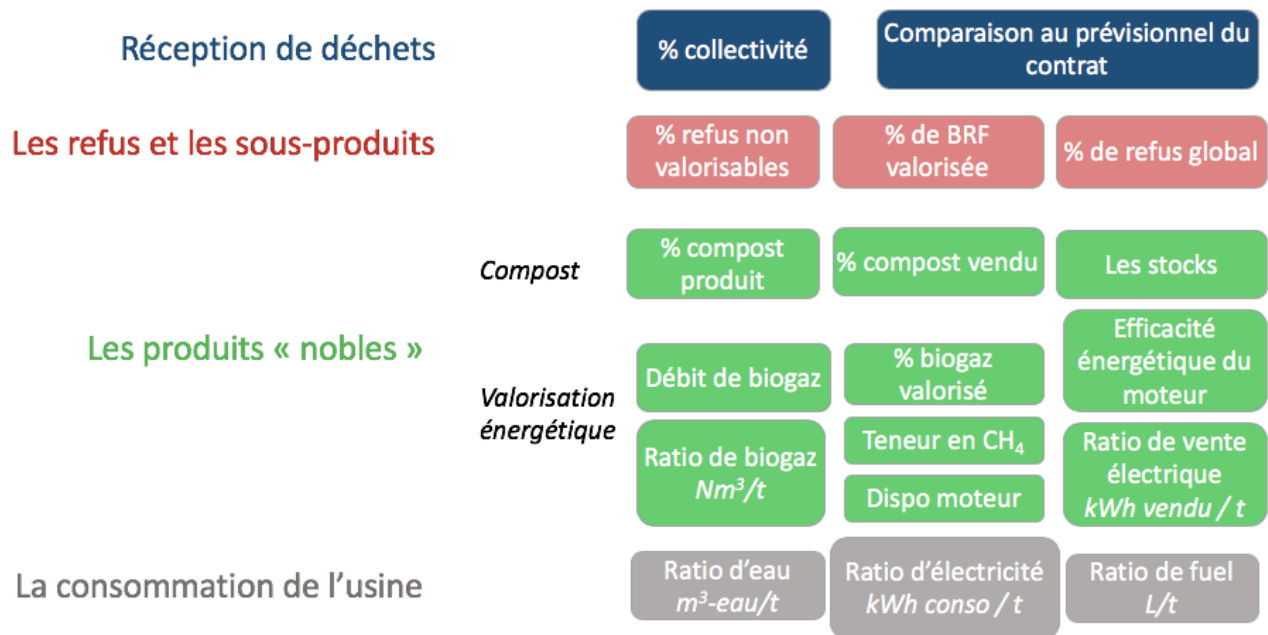 Réception de déchets
% collectivité
Comparaison au prévisionnel du
contrat
Les refus et les sous-produits
% refus non
valorisables
% de BRF
valorisée
% de refus global
Compost
% compost
produit
% compost vendu
Les stocks
Les produits « nobles »
Valorisation
énergétique
Débit de biogaz
% biogaz
valorisé
Efficacité
énergétique du
moteur
Ratio de biogaz
Nm³/t
Teneur en CH₄
Dispo moteur
Ratio de vente
électrique
kWh vendu / t
La consommation de l’usine
Ratio d’eau
m³-eau/t
Ratio d’électricité
kWh conso / t
Ratio de fuel
L/t